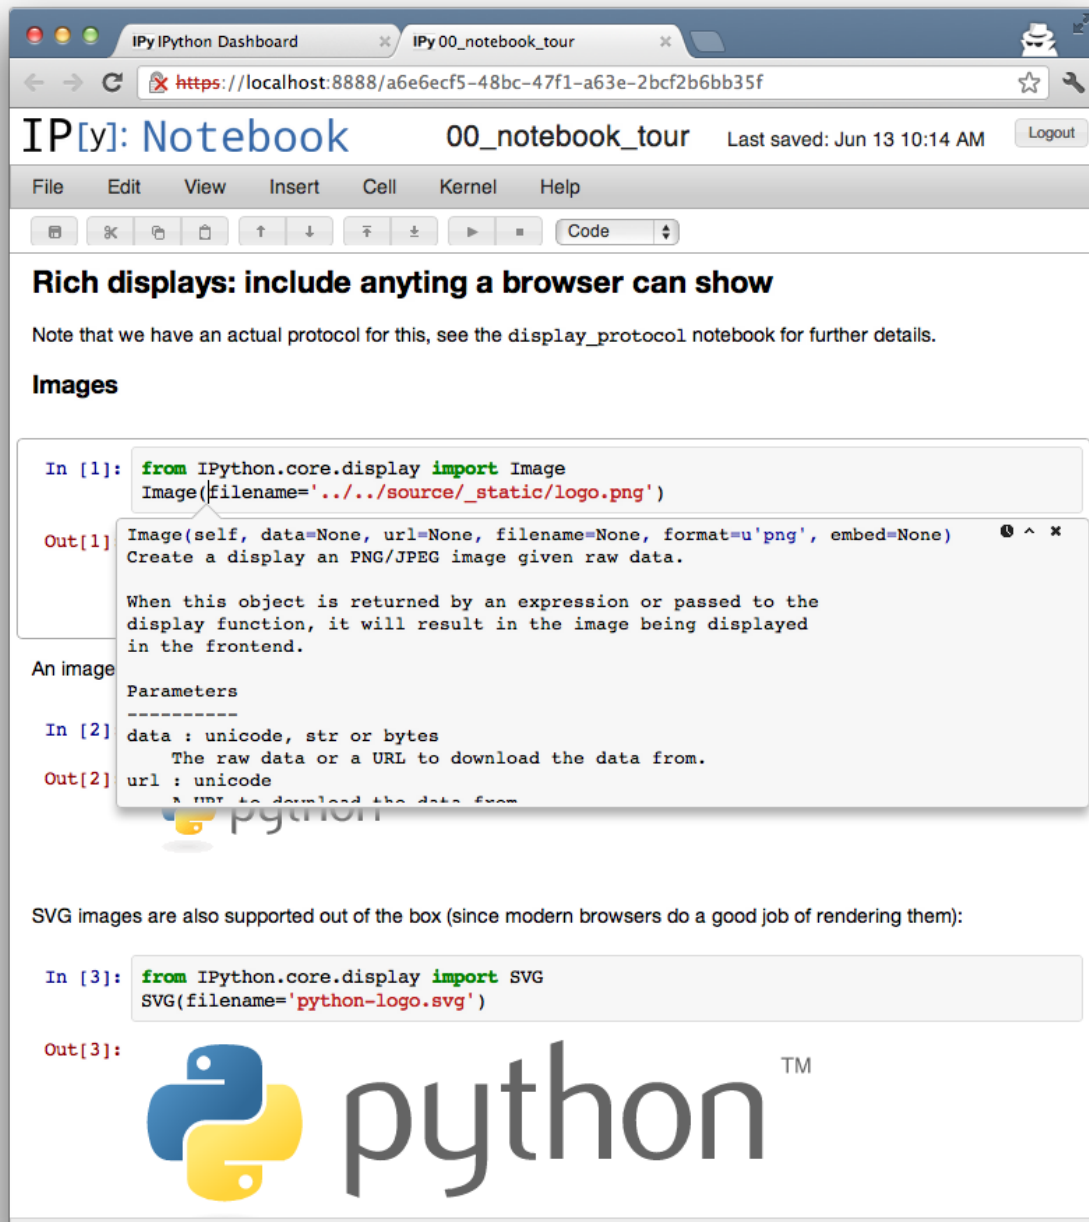 IPy IPython Dashboard
IPy 00_notebook_tour
https://localhost:8888/a6e6ecf5-48bc-47f1-a63e-2bcf2b6bb35f
IP[y]: Notebook
00_notebook_tour
Last saved: Jun 13 10:14 AM
Logout
File Edit View Insert Cell Kernel Help
Code
Rich displays: include anyting a browser can show
Note that we have an actual protocol for this, see the display_protocol notebook for further details.
Images
In [1]: from IPython.core.display import Image
Image(filename='../../source/_static/logo.png')
Out[1]
Image(self, data=None, url=None, filename=None, format=u'png', embed=None)
Create a display an PNG/JPEG image given raw data.
When this object is returned by an expression or passed to the
display function, it will result in the image being displayed
in the frontend.
An image
Parameters
----------
In [2]
data : unicode, str or bytes
The raw data or a URL to download the data from.
Out[2]
url : unicode
A URL to download the data from
python
SVG images are also supported out of the box (since modern browsers do a good job of rendering them):
In [3]: from IPython.core.display import SVG
SVG(filename='python-logo.svg')
Out[3]:
python TM